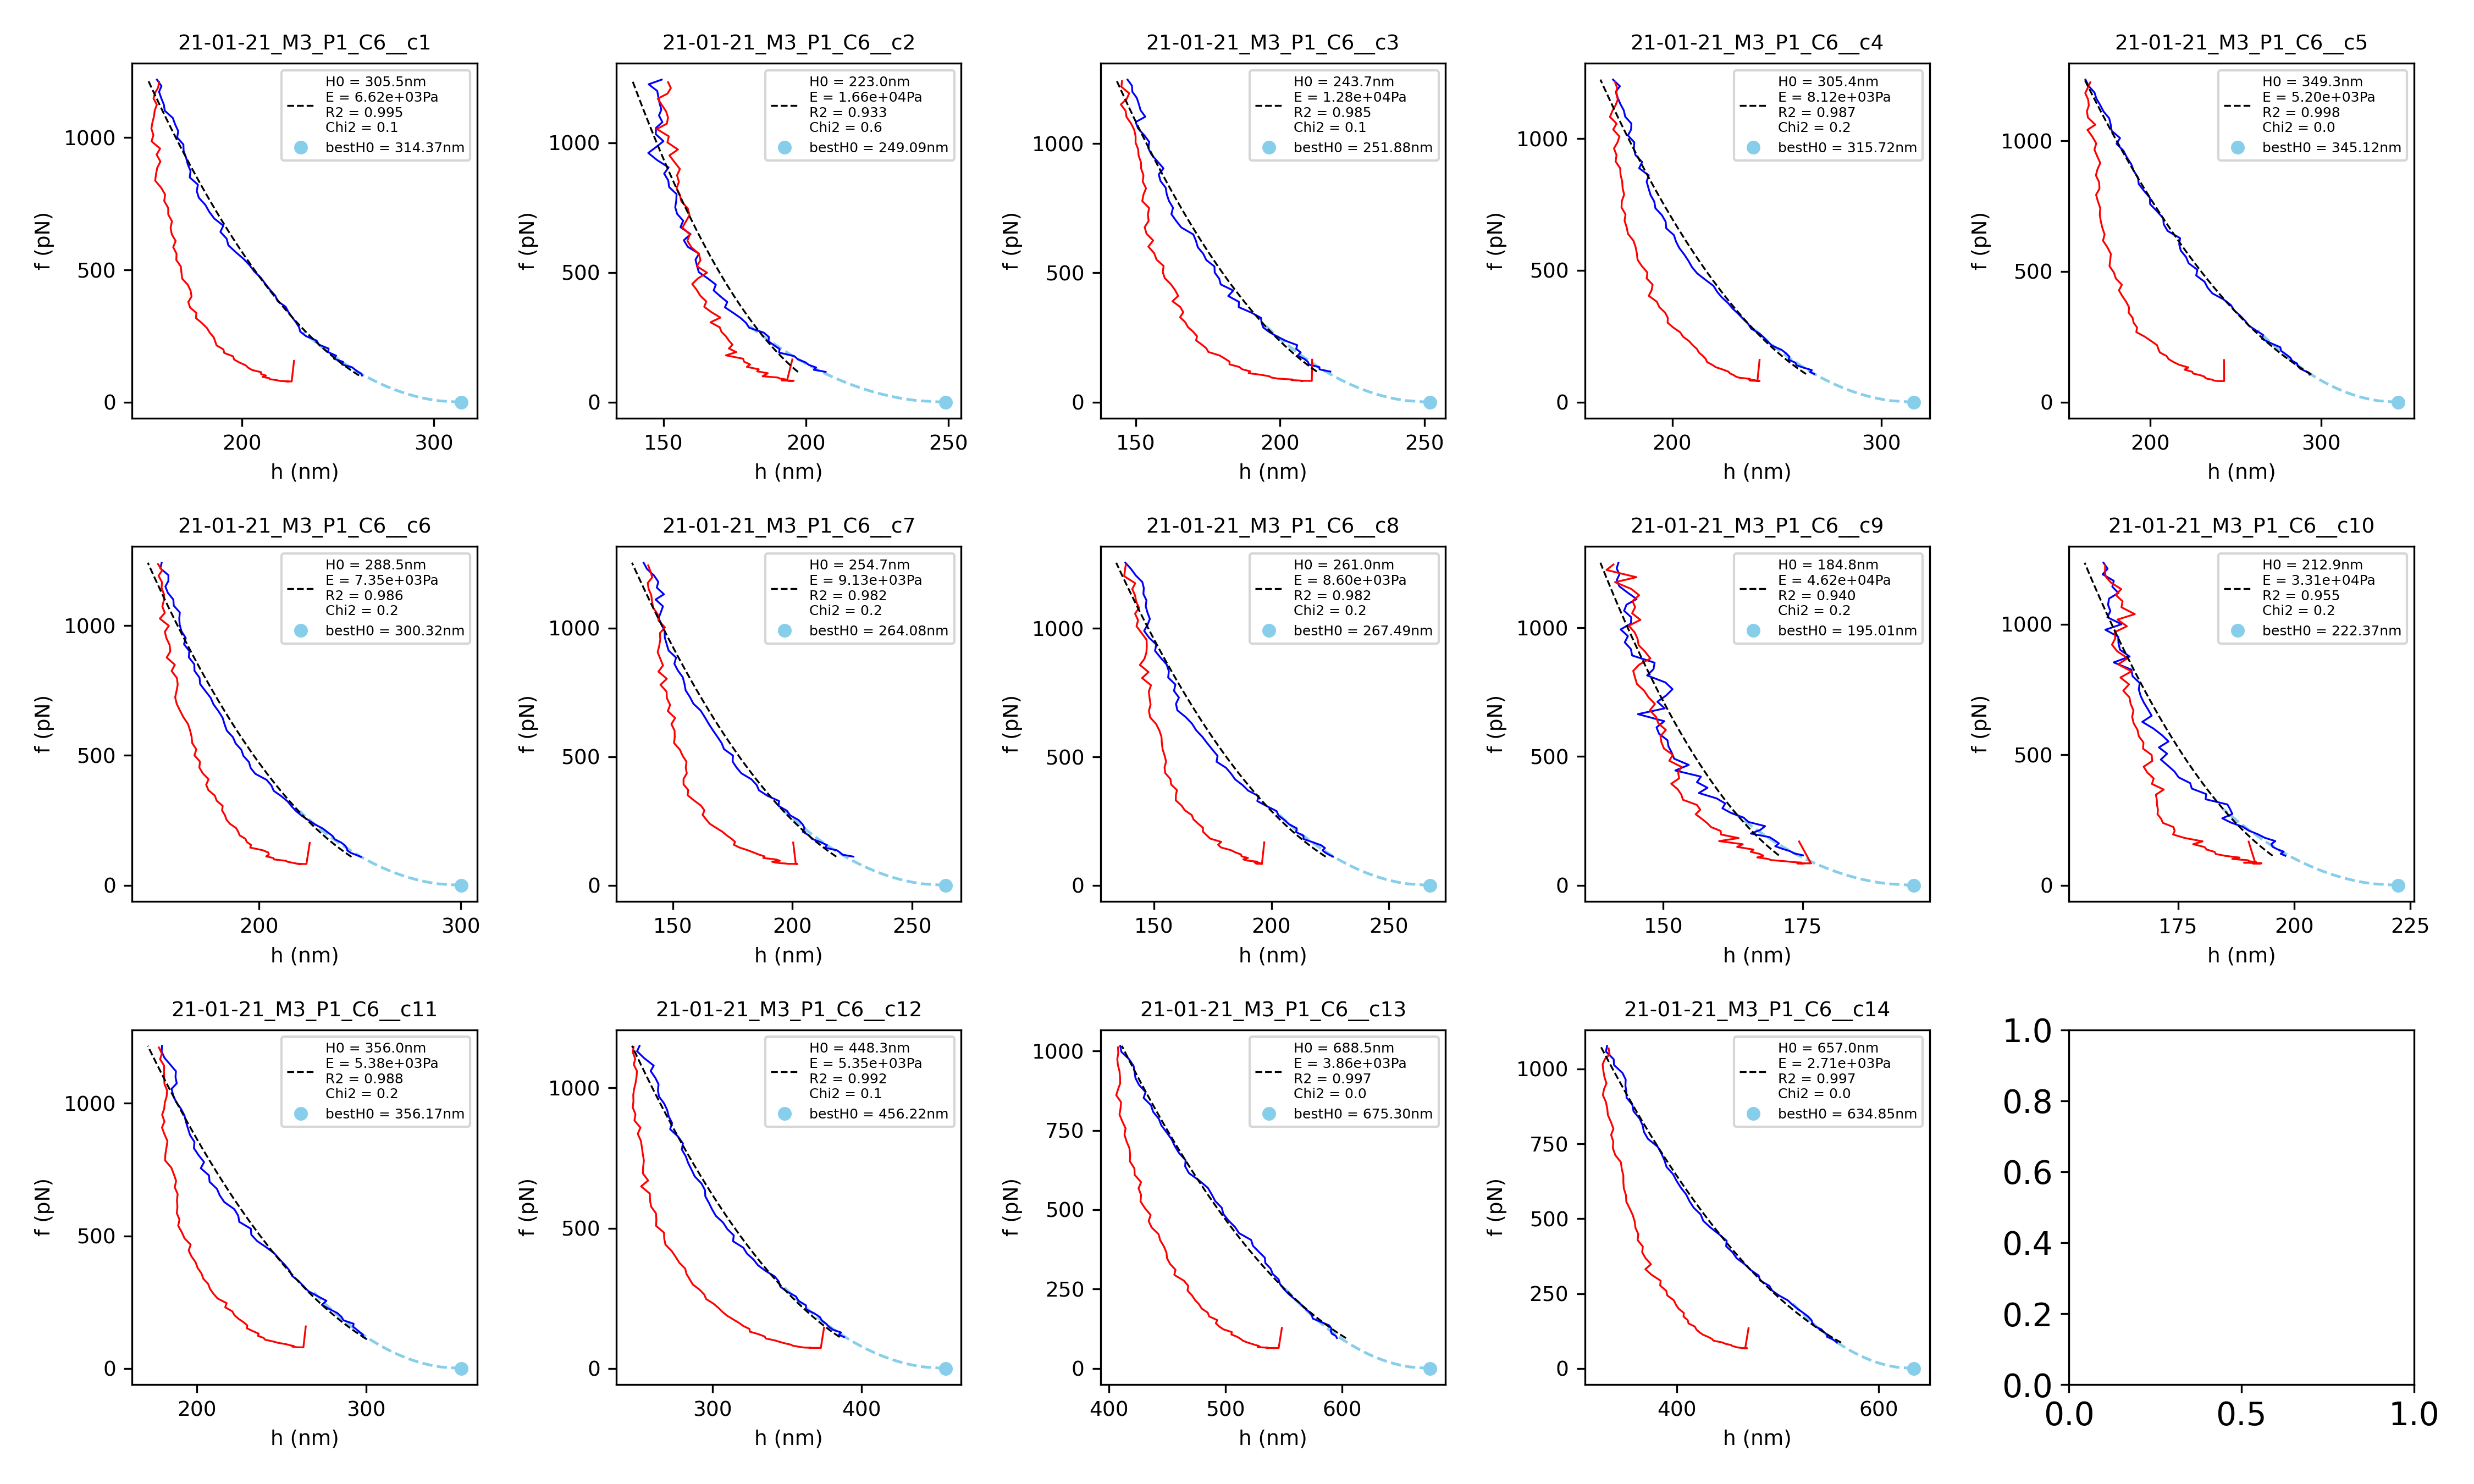 21-01-21_M3_P1_C6__c1
H0 = 305.5nm
E = 6.62e+03Pa
R2 = 0.995
Chi2 = 0.1
bestH0 = 314.37nm
f (pN)
1000
500
0
200
300
h (nm)
21-01-21_M3_P1_C6__c2
H0 = 223.0nm
E = 1.66e+04Pa
R2 = 0.933
Chi2 = 0.6
bestH0 = 249.09nm
f (pN)
1000
500
0
150
200
250
h (nm)
21-01-21_M3_P1_C6__c3
H0 = 243.7nm
E = 1.28e+04Pa
R2 = 0.985
Chi2 = 0.1
bestH0 = 251.88nm
f (pN)
1000
500
0
150
200
250
h (nm)
21-01-21_M3_P1_C6__c4
H0 = 305.4nm
E = 8.12e+03Pa
R2 = 0.987
Chi2 = 0.2
bestH0 = 315.72nm
f (pN)
1000
500
0
200
300
h (nm)
21-01-21_M3_P1_C6__c5
H0 = 349.3nm
E = 5.20e+03Pa
R2 = 0.998
Chi2 = 0.0
bestH0 = 345.12nm
f (pN)
1000
500
0
200
300
h (nm)
21-01-21_M3_P1_C6__c6
H0 = 288.5nm
E = 7.35e+03Pa
R2 = 0.986
Chi2 = 0.2
bestH0 = 300.32nm
f (pN)
1000
500
0
200
300
h (nm)
21-01-21_M3_P1_C6__c7
H0 = 254.7nm
E = 9.13e+03Pa
R2 = 0.982
Chi2 = 0.2
bestH0 = 264.08nm
f (pN)
1000
500
0
150
200
250
h (nm)
21-01-21_M3_P1_C6__c8
H0 = 261.0nm
E = 8.60e+03Pa
R2 = 0.982
Chi2 = 0.2
bestH0 = 267.49nm
f (pN)
1000
500
0
150
200
250
h (nm)
21-01-21_M3_P1_C6__c9
H0 = 184.8nm
E = 4.62e+04Pa
R2 = 0.940
Chi2 = 0.2
bestH0 = 195.01nm
f (pN)
1000
500
0
150
175
h (nm)
21-01-21_M3_P1_C6__c10
H0 = 212.9nm
E = 3.31e+04Pa
R2 = 0.955
Chi2 = 0.2
bestH0 = 222.37nm
f (pN)
1000
500
0
175
200
225
h (nm)
21-01-21_M3_P1_C6__c11
H0 = 356.0nm
E = 5.38e+03Pa
R2 = 0.988
Chi2 = 0.2
bestH0 = 356.17nm
f (pN)
1000
500
0
200
300
h (nm)
21-01-21_M3_P1_C6__c12
H0 = 448.3nm
E = 5.35e+03Pa
R2 = 0.992
Chi2 = 0.1
bestH0 = 456.22nm
f (pN)
1000
500
0
300
400
h (nm)
21-01-21_M3_P1_C6__c13
H0 = 688.5nm
E = 3.86e+03Pa
R2 = 0.997
Chi2 = 0.0
bestH0 = 675.30nm
f (pN)
1000
750
500
250
0
400
500
600
h (nm)
21-01-21_M3_P1_C6__c14
H0 = 657.0nm
E = 2.71e+03Pa
R2 = 0.997
Chi2 = 0.0
bestH0 = 634.85nm
f (pN)
1000
750
500
250
0
400
600
h (nm)
1.0
0.8
0.6
0.4
0.2
0.0
0.0
0.5
1.0